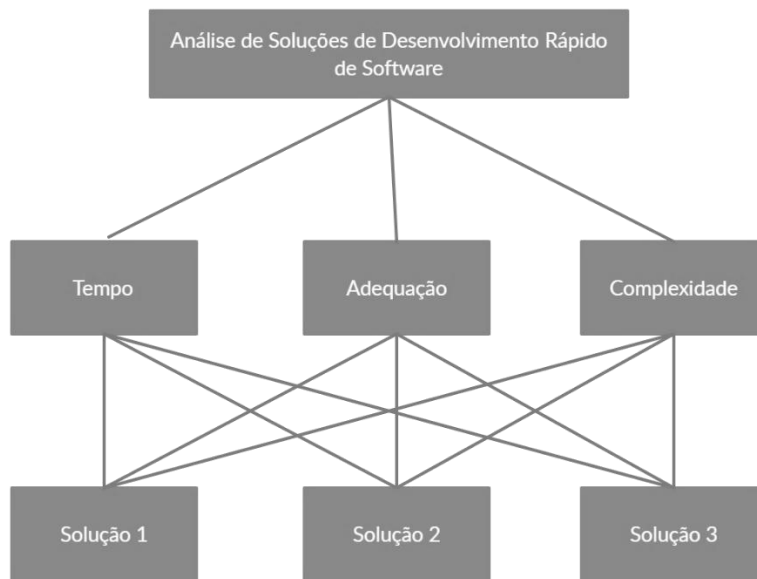 Análise de Soluções de Desenvolvimento Rápido
de Software
Tempo
Adequação
Complexidade
Solução 1
Solução 2
Solução 3